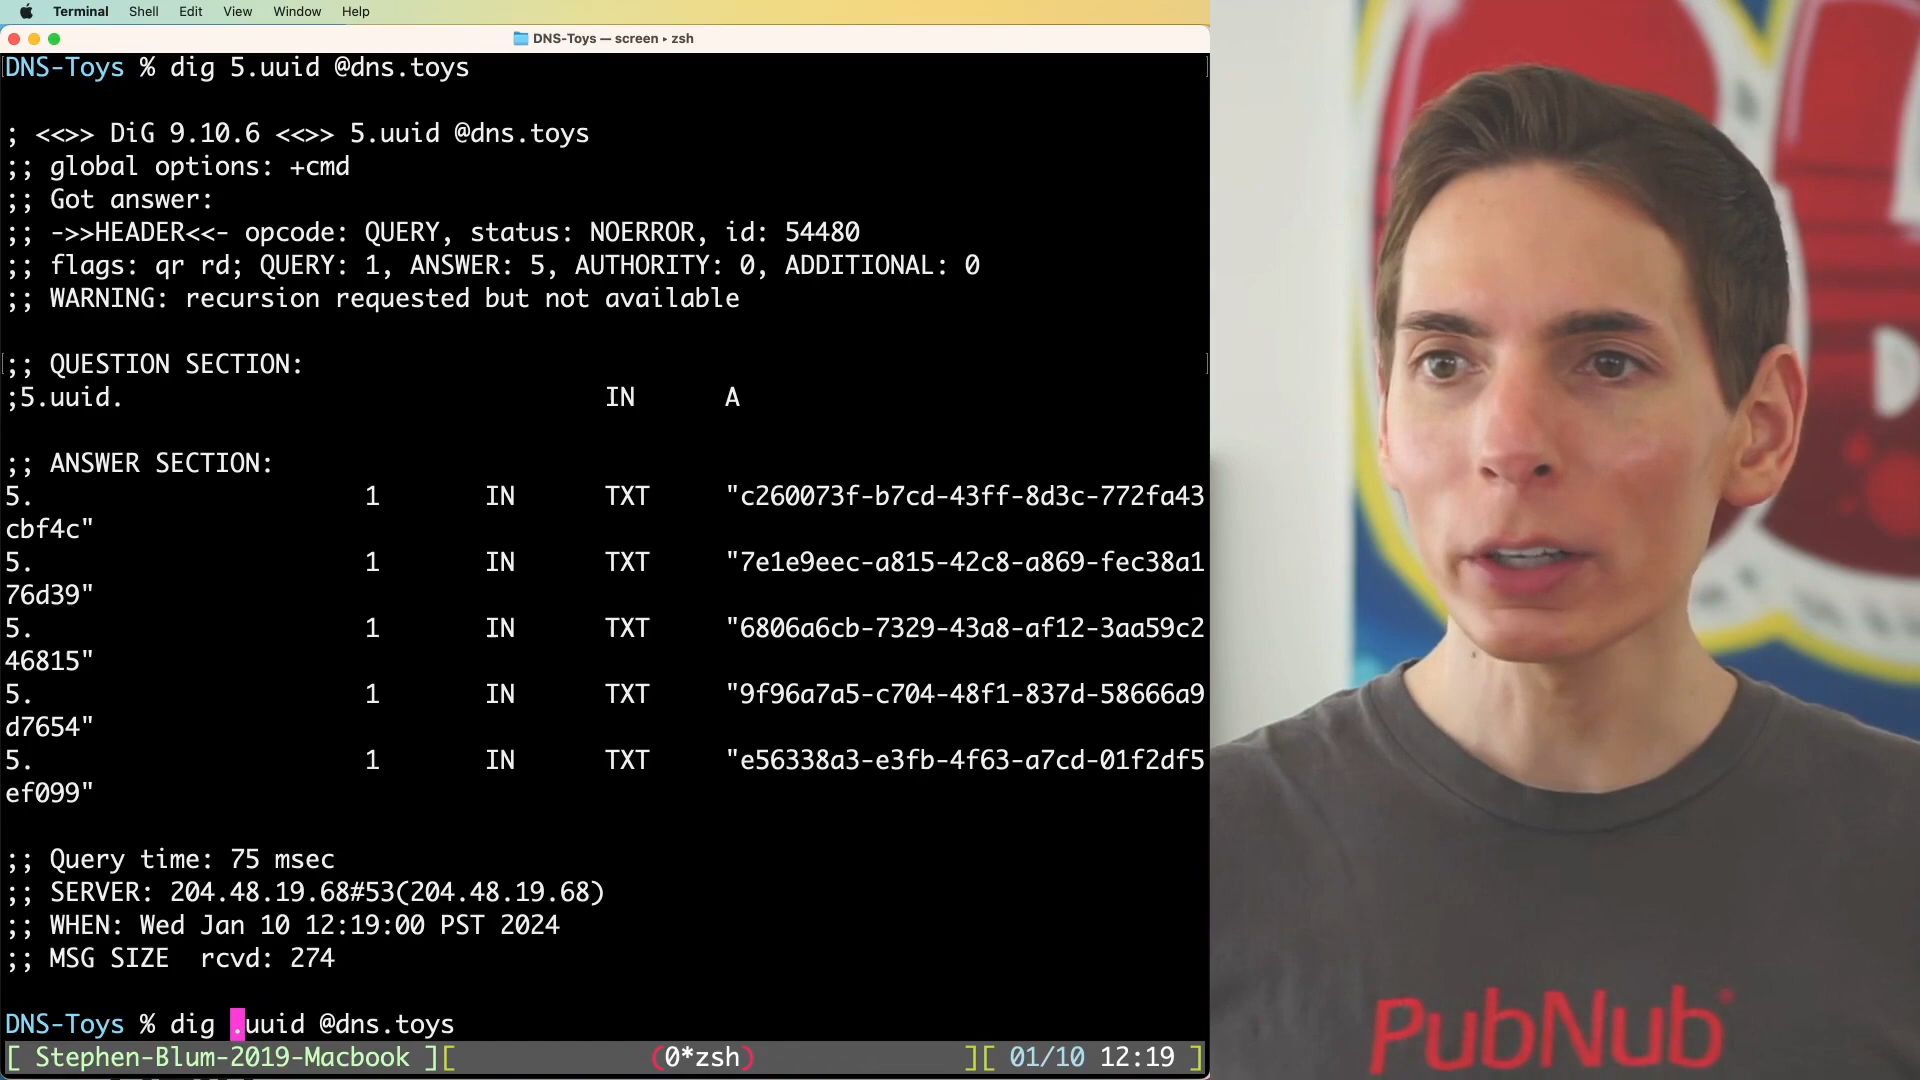 Terminal Shell Edit View Window Help
DNS-Toys — screen ▸ zsh
DNS-Toys % dig 5.uuid @dns.toys
; <<>> DiG 9.10.6 <<>> 5.uuid @dns.toys
;; global options: +cmd
;; Got answer:
;; ->>HEADER<<- opcode: QUERY, status: NOERROR, id: 54480
;; flags: qr rd; QUERY: 1, ANSWER: 5, AUTHORITY: 0, ADDITIONAL: 0
;; WARNING: recursion requested but not available
;; QUESTION SECTION:
;5.uuid. IN A
;; ANSWER SECTION:
5. 1 IN TXT "c260073f-b7cd-43ff-8d3c-772fa43
cbf4c"
5. 1 IN TXT "7e1e9eec-a815-42c8-a869-fec38a1
76d39"
5. 1 IN TXT "6806a6cb-7329-43a8-af12-3aa59c2
46815"
5. 1 IN TXT "9f96a7a5-c704-48f1-837d-58666a9
d7654"
5. 1 IN TXT "e56338a3-e3fb-4f63-a7cd-01f2df5
ef099"
;; Query time: 75 msec
;; SERVER: 204.48.19.68#53(204.48.19.68)
;; WHEN: Wed Jan 10 12:19:00 PST 2024
;; MSG SIZE rcvd: 274
DNS-Toys % dig .uuid @dns.toys
[ Stephen-Blum-2019-Macbook ][ (0*zsh) ][ 01/10 12:19 ]
PubNub